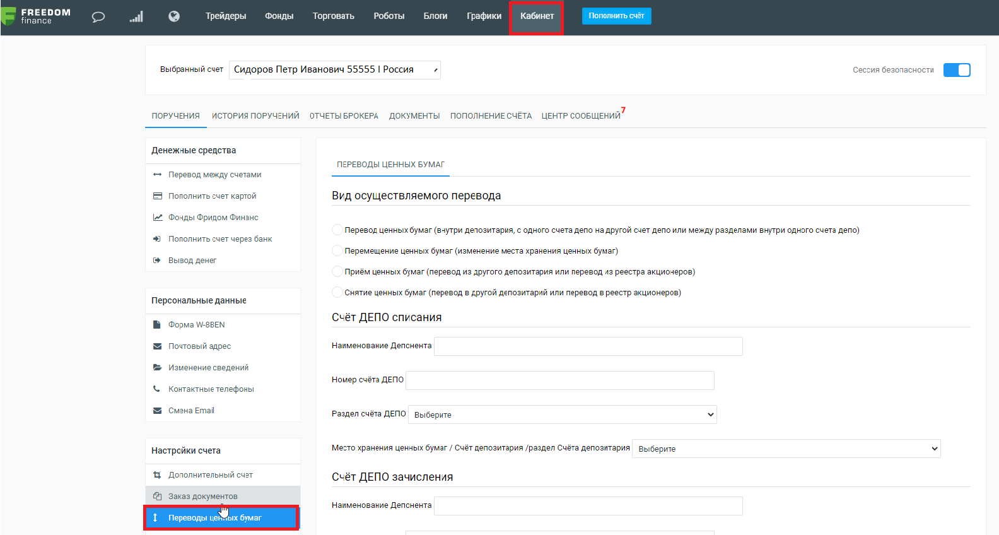 FREEDOM
finance
Трейдеры Фонды Торговать Роботы Блоги Графики Кабинет Пополнить счёт
Выбранный счет Сидоров Петр Иванович 55555 I Россия Сессия безопасности
ПОРУЧЕНИЯ ИСТОРИЯ ПОРУЧЕНИЙ ОТЧЕТЫ БРОКЕРА ДОКУМЕНТЫ ПОПОЛНЕНИЕ СЧЁТА ЦЕНТР СООБЩЕНИЙ 7
Денежные средства
Перевод между счетами
Пополнить счет картой
Фонды Фридом Финанс
Пополнить счет через банк
Вывод денег
Персональные данные
Форма W-8BEN
Почтовый адрес
Изменение сведений
Контактные телефоны
Смена Email
Настройки счета
Дополнительный счет
Заказ документов
Переводы ценных бумаг
ПЕРЕВОДЫ ЦЕННЫХ БУМАГ
Вид осуществляемого перевода
Перевод ценных бумаг (внутри депозитария, с одного счета депо на другой счет депо или между разделами внутри одного счета депо)
Перемещение ценных бумаг (изменение места хранения ценных бумаг)
Приём ценных бумаг (перевод из другого депозитария или перевод из реестра акционеров)
Снятие ценных бумаг (перевод в другой депозитарий или перевод в реестр акционеров)
Счёт ДЕПО списания
Наименование Депонента
Номер счёта ДЕПО
Раздел счёта ДЕПО Выберите
Место хранения ценных бумаг / Счёт депозитария /раздел Счёта депозитария Выберите
Счёт ДЕПО зачисления
Наименование Депонента